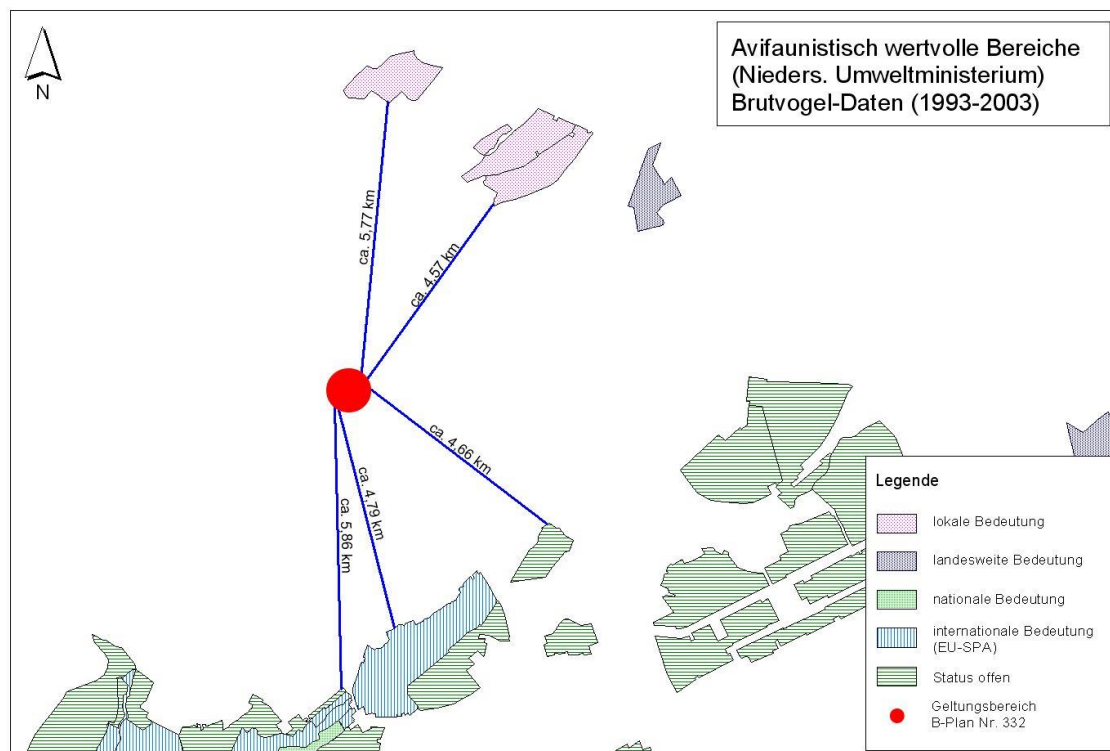 Avifaunistisch wertvolle Bereiche
(Nieders. Umweltministerium)
Brutvogel-Daten (1993-2003)
N
ca. 5,77 km
ca. 4,57 km
ca. 4,66 km
ca. 4,79 km
ca. 5,86 km
Legende
lokale Bedeutung
landesweite Bedeutung
nationale Bedeutung
internationale Bedeutung
(EU-SPA)
Status offen
Geltungsbereich
B-Plan Nr. 332